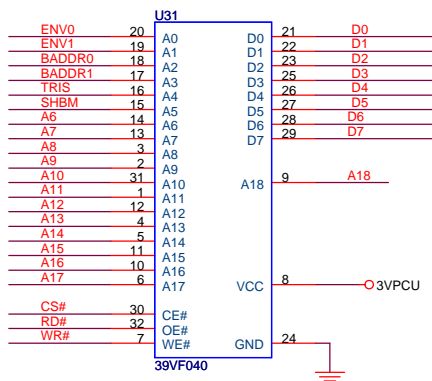 U31
ENV0 20 A0 D0 21 D0
ENV1 19 A1 D1 22 D1
BADDR0 18 A2 D2 23 D2
BADDR1 17 A3 D3 25 D3
TRIS 16 A4 D4 26 D4
SHBM 15 A5 D5 27 D5
A6 14 A6 D6 28 D6
A7 13 A7 D7 29 D7
A8 3 A8
A9 2 A9
A10 31 A10 A18 9 A18
A11 1 A11
A12 12 A12
A13 4 A13
A14 5 A14
A15 11 A15
A16 10 A16
A17 6 A17 VCC 8 3VPCU
CS# 30 CE#
RD# 32 OE#
WR# 7 WE# GND 24
39VF040